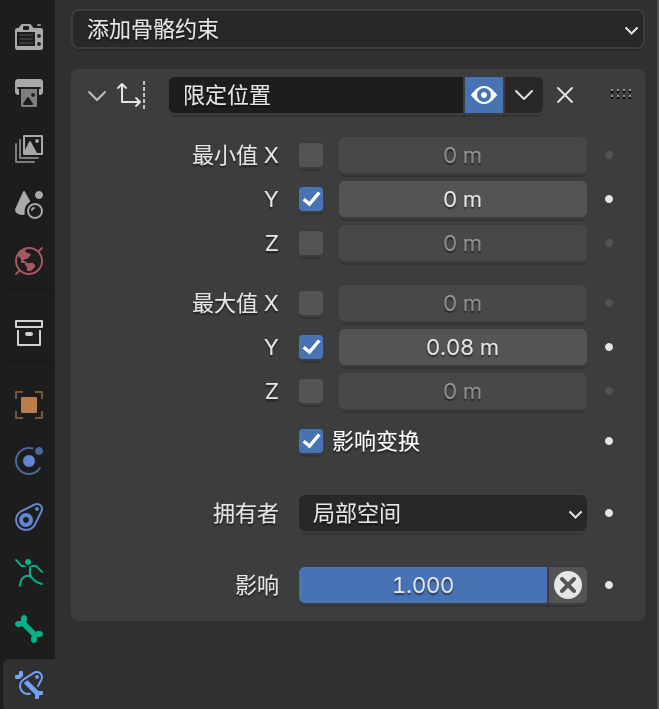 添加骨骼约束
限定位置
最小值 X 0 m
Y 0 m
Z 0 m
最大值 X 0 m
Y 0.08 m
Z 0 m
影响变换
拥有者 局部空间
影响 1.000